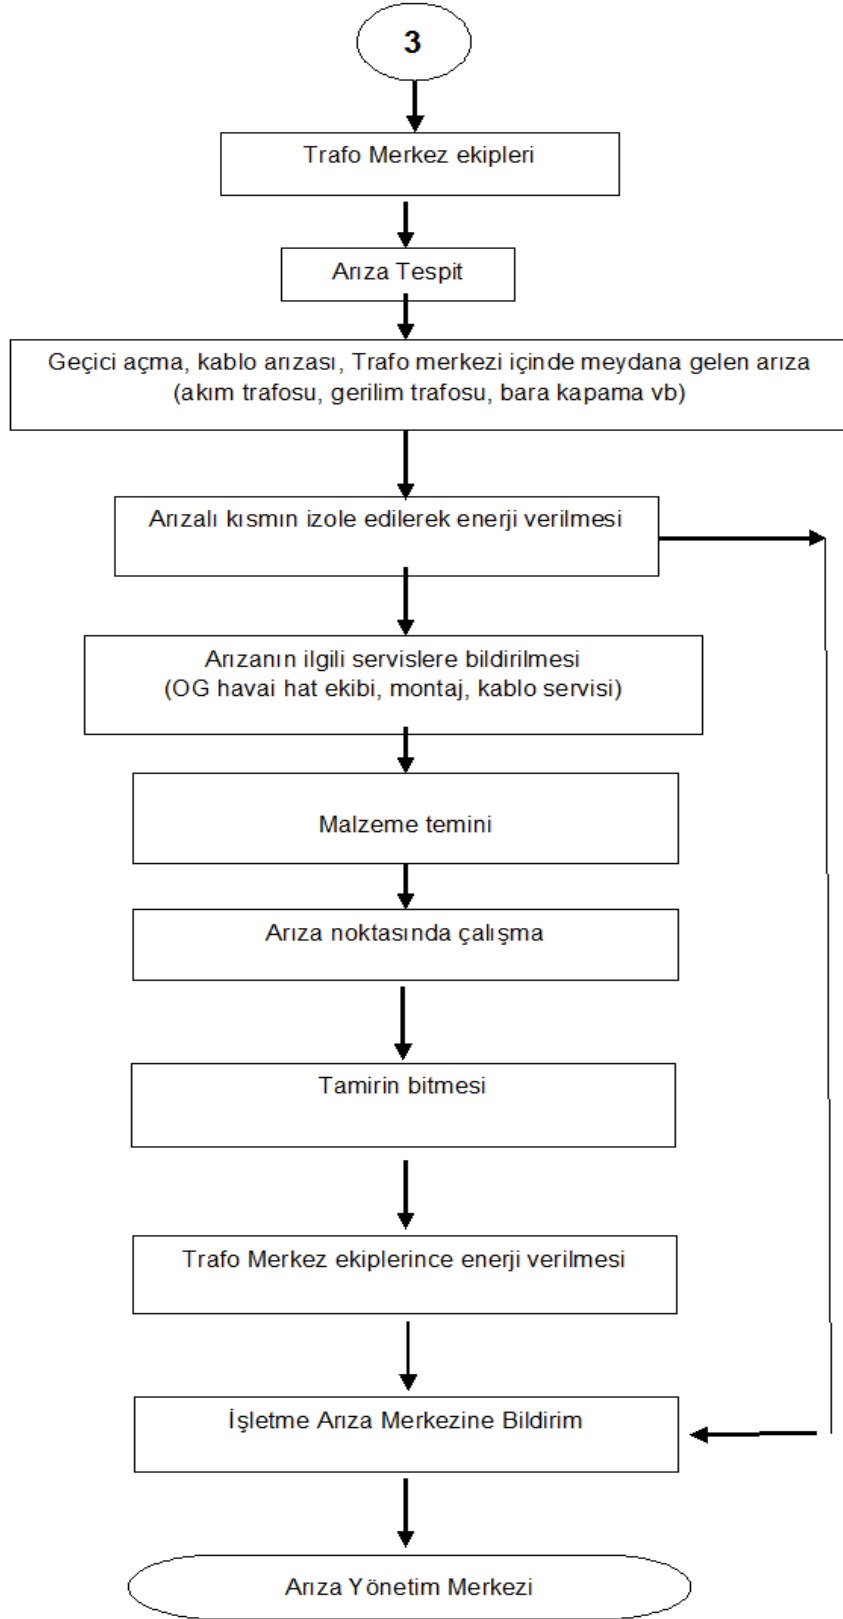 3
Trafo Merkez ekipleri
Arıza Tespit
Geçici açma, kablo arızası, Trafo merkezi içinde meydana gelen arıza
(akım trafosu, gerilim trafosu, bara kapama vb)
Arızalı kısmın izole edilerek enerji verilmesi
Arızanın ilgili servislere bildirilmesi
(OG havai hat ekibi, montaj, kablo servisi)
Malzeme temini
Arıza noktasında çalışma
Tamirin bitmesi
Trafo Merkez ekiplerince enerji verilmesi
İşletme Arıza Merkezine Bildirim
Arıza Yönetim Merkezi